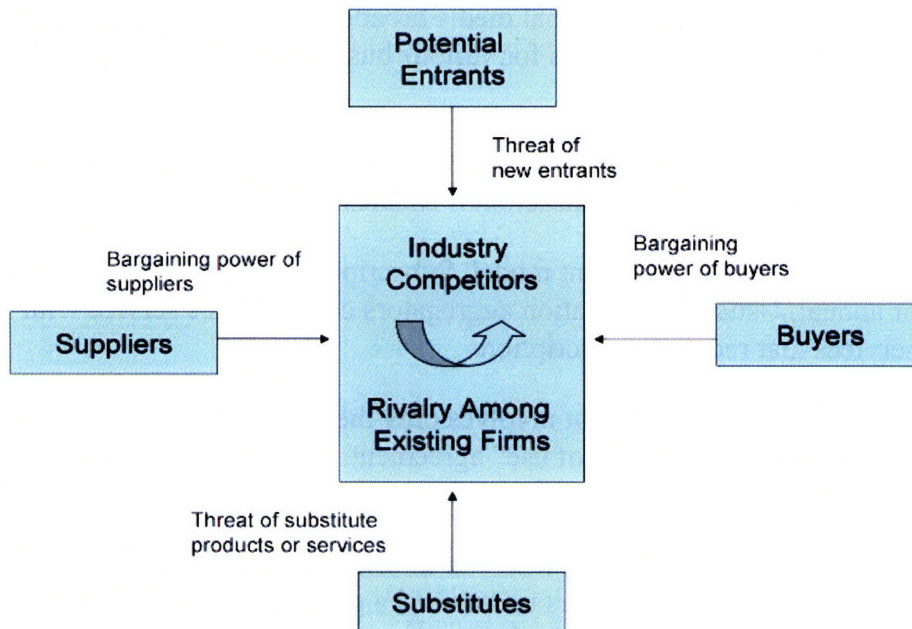 Potential
Entrants
Threat of
new entrants
Industry
Competitors
Bargaining power of
suppliers
Bargaining
power of buyers
Suppliers
Buyers
Rivalry Among
Existing Firms
Threat of substitute
products or services
Substitutes